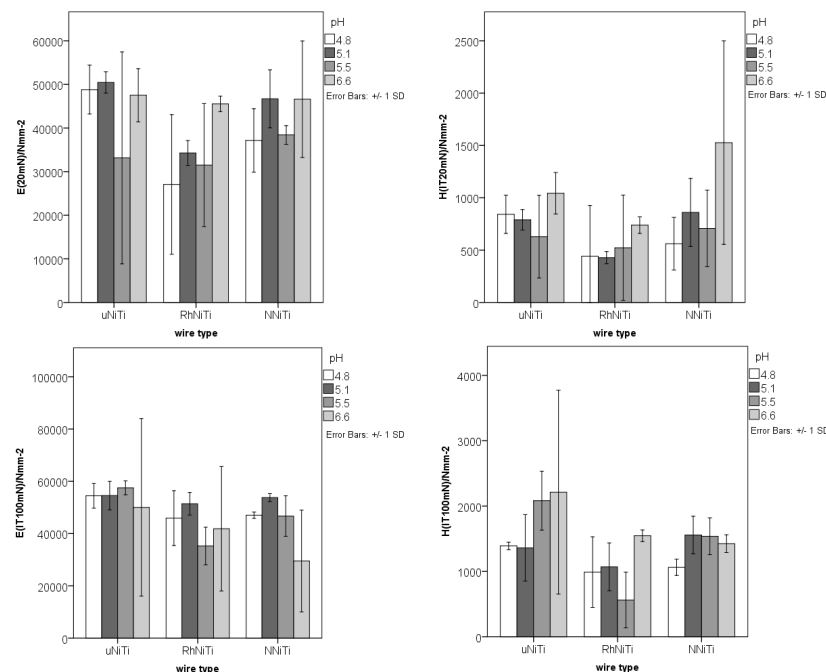 E(20mN)/Nmm-2
60000
50000
40000
30000
20000
10000
0
uNiTi RhNiTi NNiTi
wire type
pH
4.8
5.1
5.5
6.6
Error Bars: +/- 1 SD
H(IT20mN)/Nmm-2
2500
2000
1500
1000
500
0
uNiTi RhNiTi NNiTi
wire type
pH
4.8
5.1
5.5
6.6
Error Bars: +/- 1 SD
E(IT100mN)/Nmm-2
100000
80000
60000
40000
20000
0
uNiTi RhNiTi NNiTi
wire type
pH
4.8
5.1
5.5
6.6
Error Bars: +/- 1 SD
H(IT100mN)/Nmm-2
4000
3000
2000
1000
0
uNiTi RhNiTi NNiTi
wire type
pH
4.8
5.1
5.5
6.6
Error Bars: +/- 1 SD